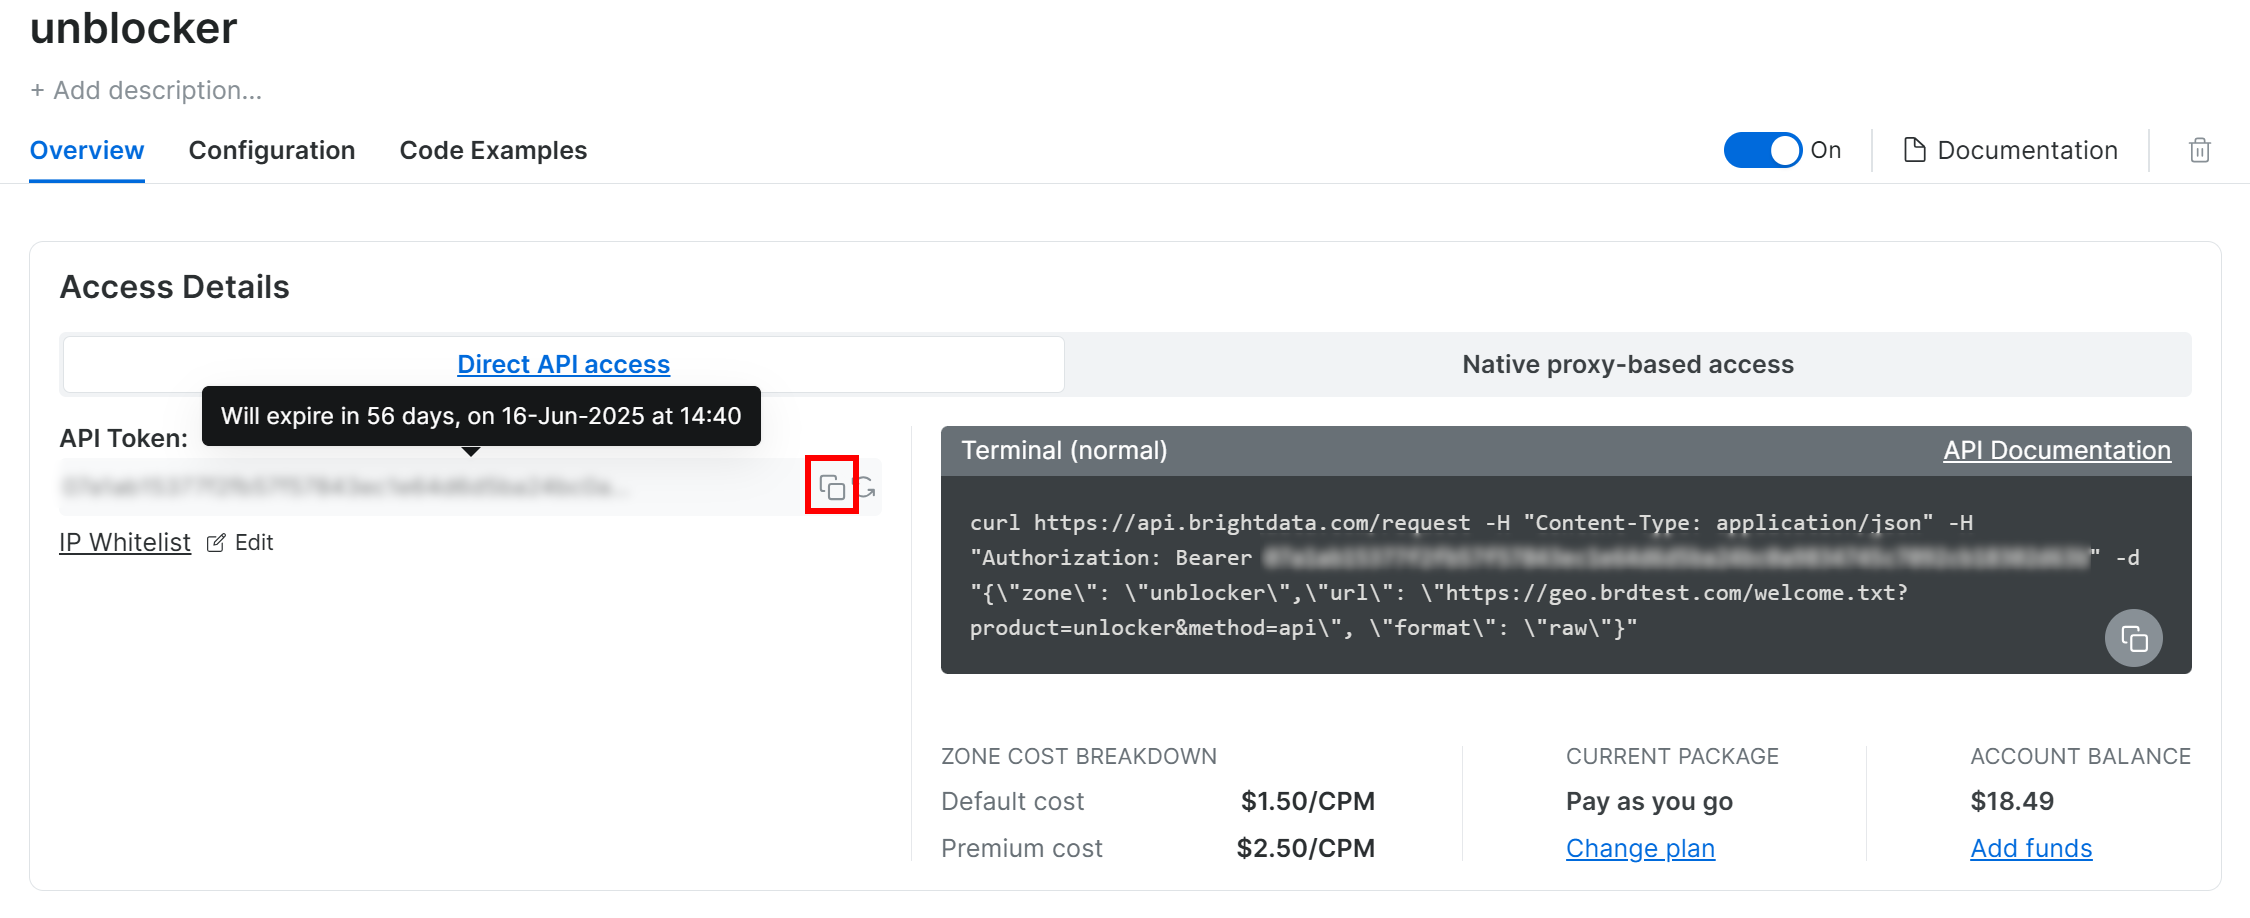 unblocker
+ Add description...
Overview Configuration Code Examples On Documentation
Access Details
Direct API access Native proxy-based access
Will expire in 56 days, on 16-Jun-2025 at 14:40
API Token:
IP Whitelist Edit
Terminal (normal) API Documentation
curl https://api.brightdata.com/request -H "Content-Type: application/json" -H
"Authorization: Bearer " -d
"{\"zone\": \"unblocker\",\"url\": \"https://geo.brdtest.com/welcome.txt?
product=unlocker&method=api\", \"format\": \"raw\"}"
ZONE COST BREAKDOWN CURRENT PACKAGE ACCOUNT BALANCE
Default cost $1.50/CPM Pay as you go $18.49
Premium cost $2.50/CPM Change plan Add funds